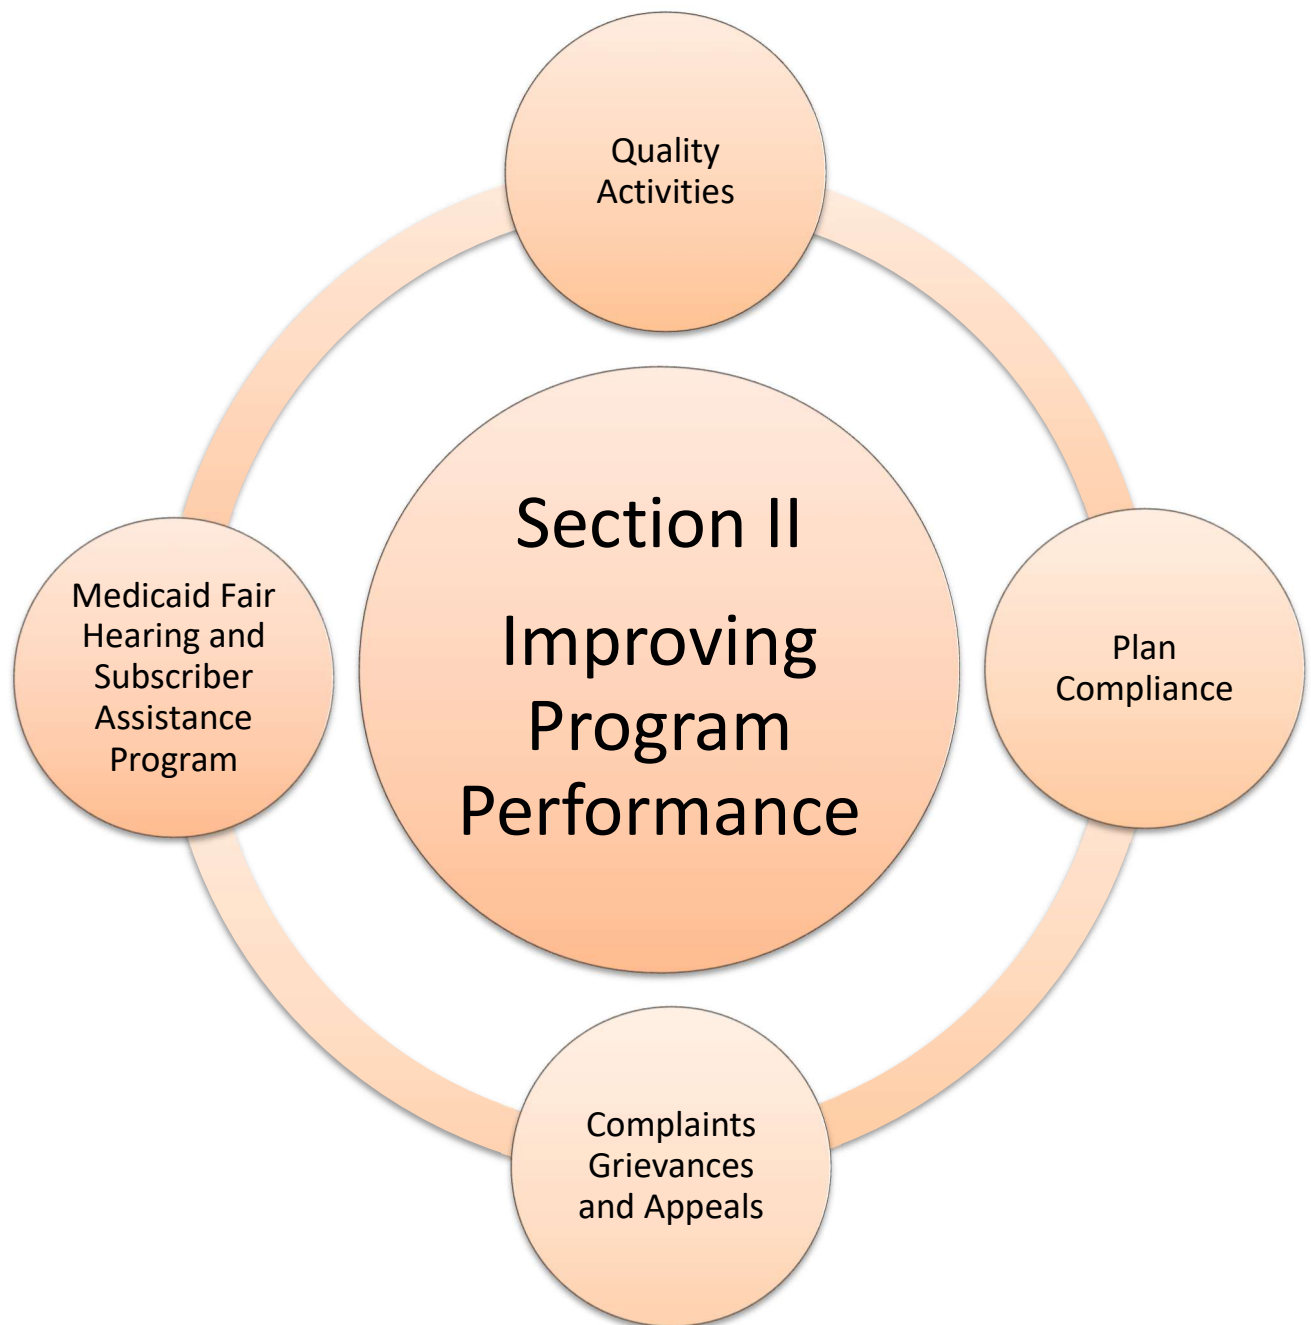 Quality
Activities
Section II
Improving
Program
Performance
Medicaid Fair
Hearing and
Subscriber
Assistance
Program
Plan
Compliance
Complaints
Grievances
and Appeals